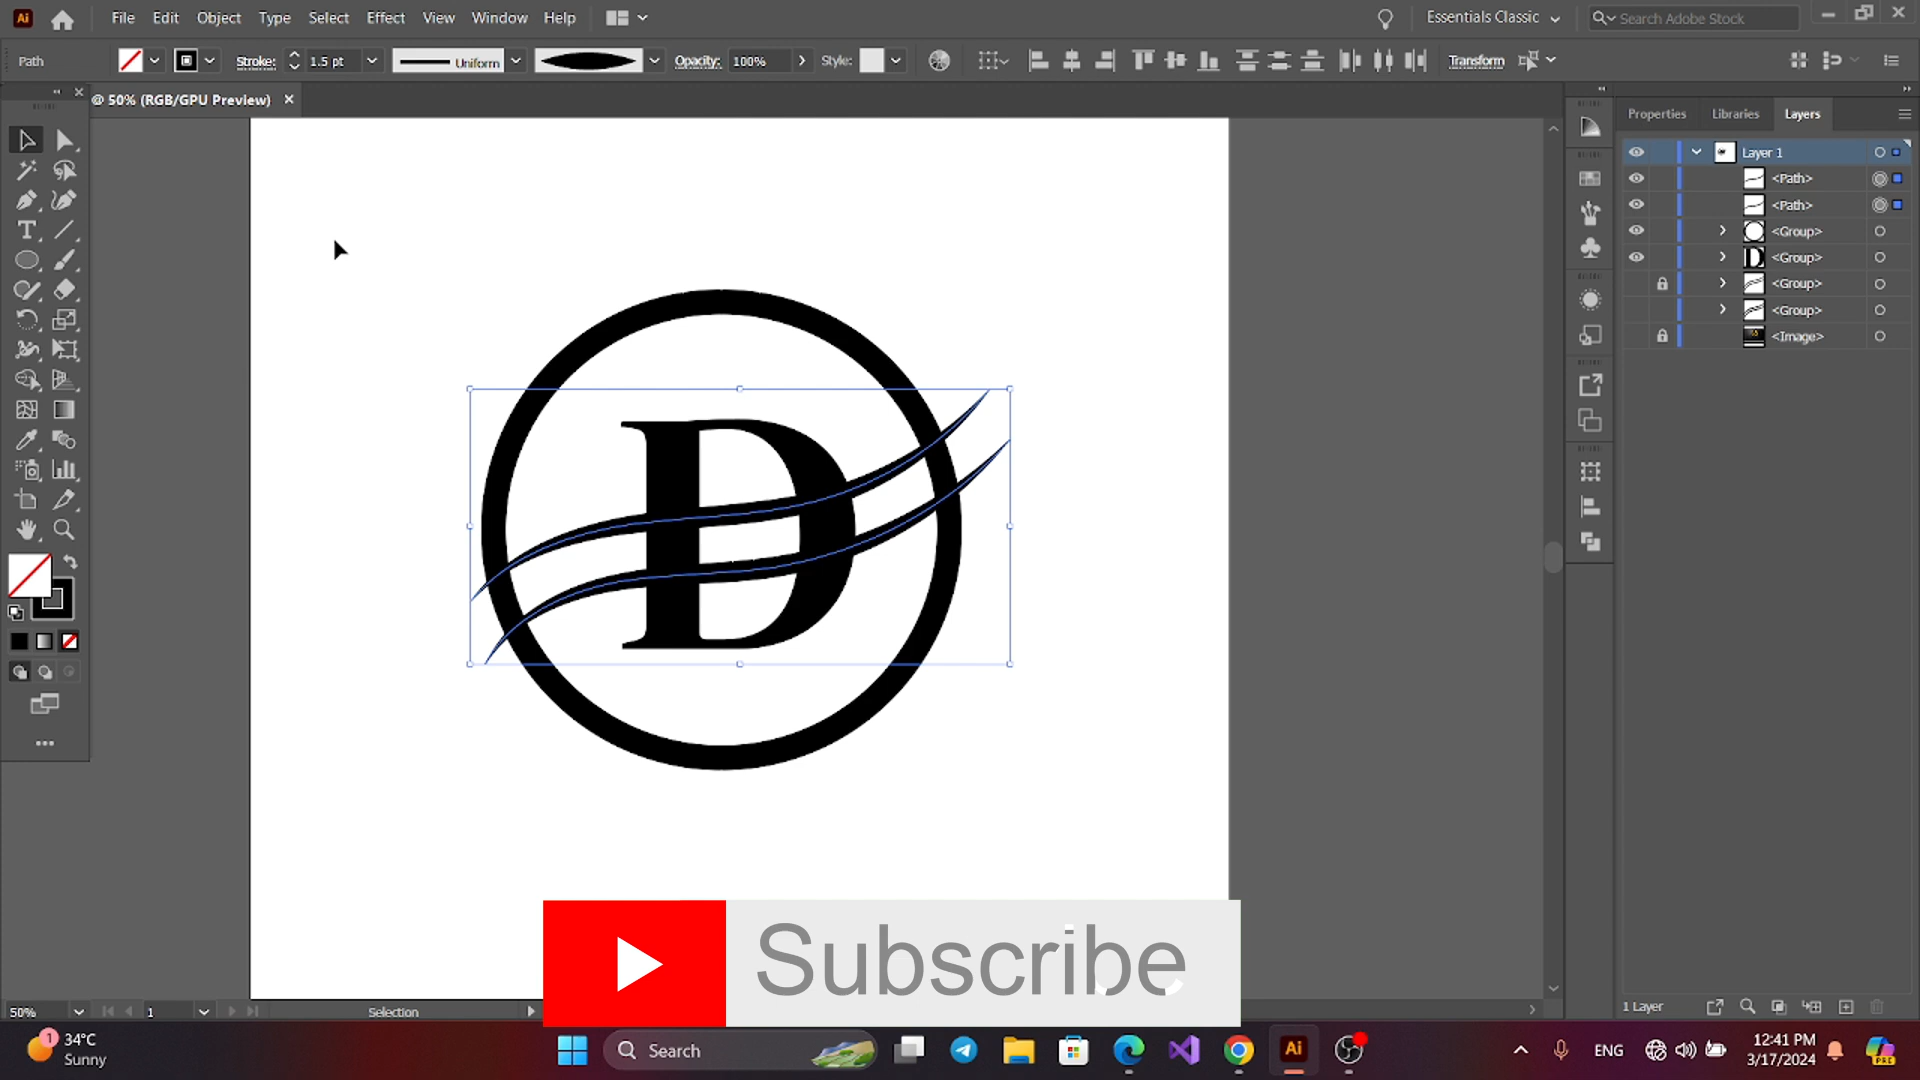 Ai File Edit Object Type Select Effect View Window Help Essentials Classic Search Adobe Stock
Path Stroke: 1.5 pt Uniform Opacity: 100% Style: Transform
@ 50% (RGB/GPU Preview)
Properties Libraries Layers
Layer 1
<Path>
<Path>
<Group>
<Group>
<Group>
<Group>
<Image>
D
Subscribe
50% 1 Selection
1 Layer
1 34°C
Sunny
Search
Ai
ENG
12:41 PM
3/17/2024
PRE